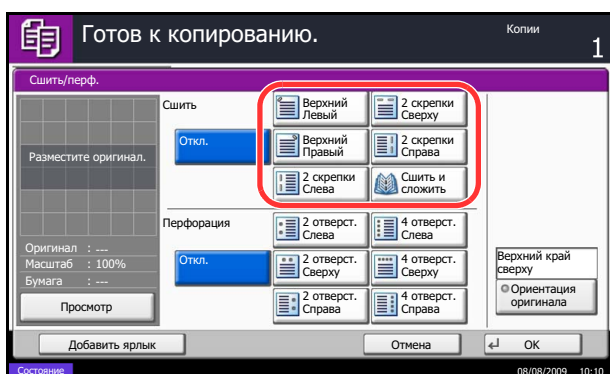 Готов к копированию.
Копии
1
Сшить/перф.
Разместите оригинал.
Оригинал : ---
Масштаб : 100%
Бумага : ---
Просмотр
Сшить
Откл.
Верхний
Левый
2 скрепки
Сверху
Верхний
Правый
2 скрепки
Справа
2 скрепки
Слева
Сшить и
сложить
Перфорация
Откл.
2 отверст.
Слева
4 отверст.
Слева
2 отверст.
Сверху
4 отверст.
Сверху
2 отверст.
Справа
4 отверст.
Справа
Верхний край
сверху
Ориентация
оригинала
Добавить ярлык
Отмена
OK
Состояние
08/08/2009 10:10